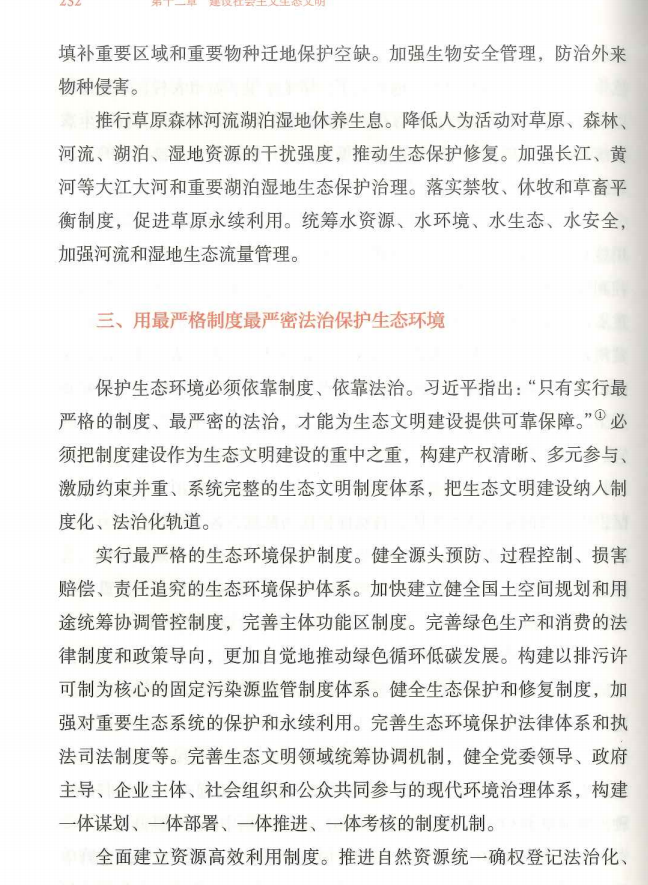 232 第十二章 建设社会主义生态文明
填补重要区域和重要物种迁地保护空缺。加强生物安全管理，防治外来
物种侵害。
推行草原森林河流湖泊湿地休养生息。降低人为活动对草原、森林、
河流、湖泊、湿地资源的干扰强度，推动生态保护修复。加强长江、黄
河等大江大河和重要湖泊湿地生态保护治理。落实禁牧、休牧和草畜平
衡制度，促进草原永续利用。统筹水资源、水环境、水生态、水安全，
加强河流和湿地生态流量管理。
三、用最严格制度最严密法治保护生态环境
保护生态环境必须依靠制度、依靠法治。习近平指出：“只有实行最
严格的制度、最严密的法治，才能为生态文明建设提供可靠保障。”①必
须把制度建设作为生态文明建设的重中之重，构建产权清晰、多元参与、
激励约束并重、系统完整的生态文明制度体系，把生态文明建设纳入制
度化、法治化轨道。
实行最严格的生态环境保护制度。健全源头预防、过程控制、损害
赔偿、责任追究的生态环境保护体系。加快建立健全国土空间规划和用
途统筹协调管控制度，完善主体功能区制度。完善绿色生产和消费的法
律制度和政策导向，更加自觉地推动绿色循环低碳发展。构建以排污许
可制为核心的固定污染源监管制度体系。健全生态保护和修复制度，加
强对重要生态系统的保护和永续利用。完善生态环境保护法律体系和执
法司法制度等。完善生态文明领域统筹协调机制，健全党委领导、政府
主导、企业主体、社会组织和公众共同参与的现代环境治理体系，构建
一体谋划、一体部署、一体推进、一体考核的制度机制。
全面建立资源高效利用制度。推进自然资源统一确权登记法治化、